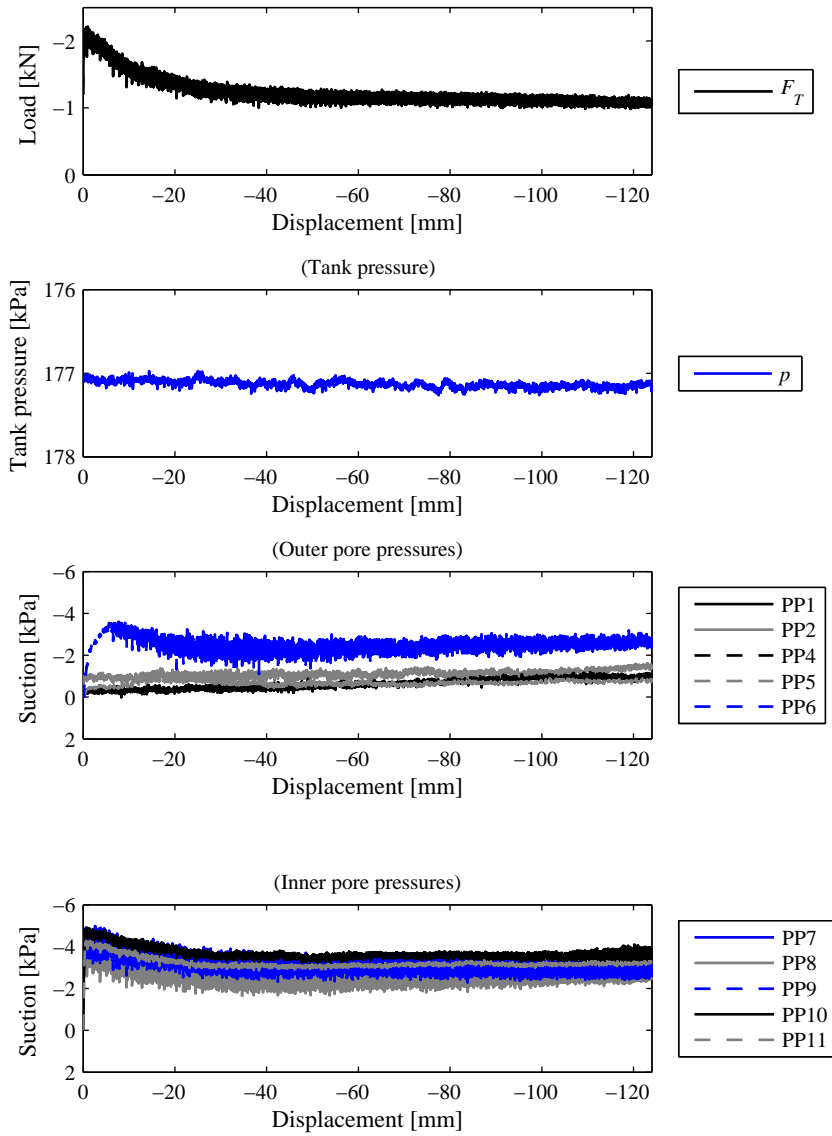 Load [kN]
−2
−1
0
0 −20 −40 −60 −80 −100 −120
Displacement [mm]
F_T
(Tank pressure)
Tank pressure [kPa]
176
177
178
0 −20 −40 −60 −80 −100 −120
Displacement [mm]
p
(Outer pore pressures)
Suction [kPa]
−6
−4
−2
0
2
0 −20 −40 −60 −80 −100 −120
Displacement [mm]
PP1
PP2
PP4
PP5
PP6
(Inner pore pressures)
Suction [kPa]
−6
−4
−2
0
2
0 −20 −40 −60 −80 −100 −120
Displacement [mm]
PP7
PP8
PP9
PP10
PP11